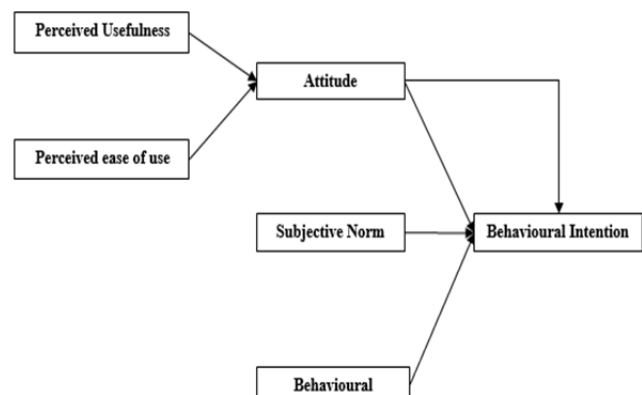 Perceived Usefulness
Attitude
Perceived ease of use
Subjective Norm
Behavioural Intention
Behavioural